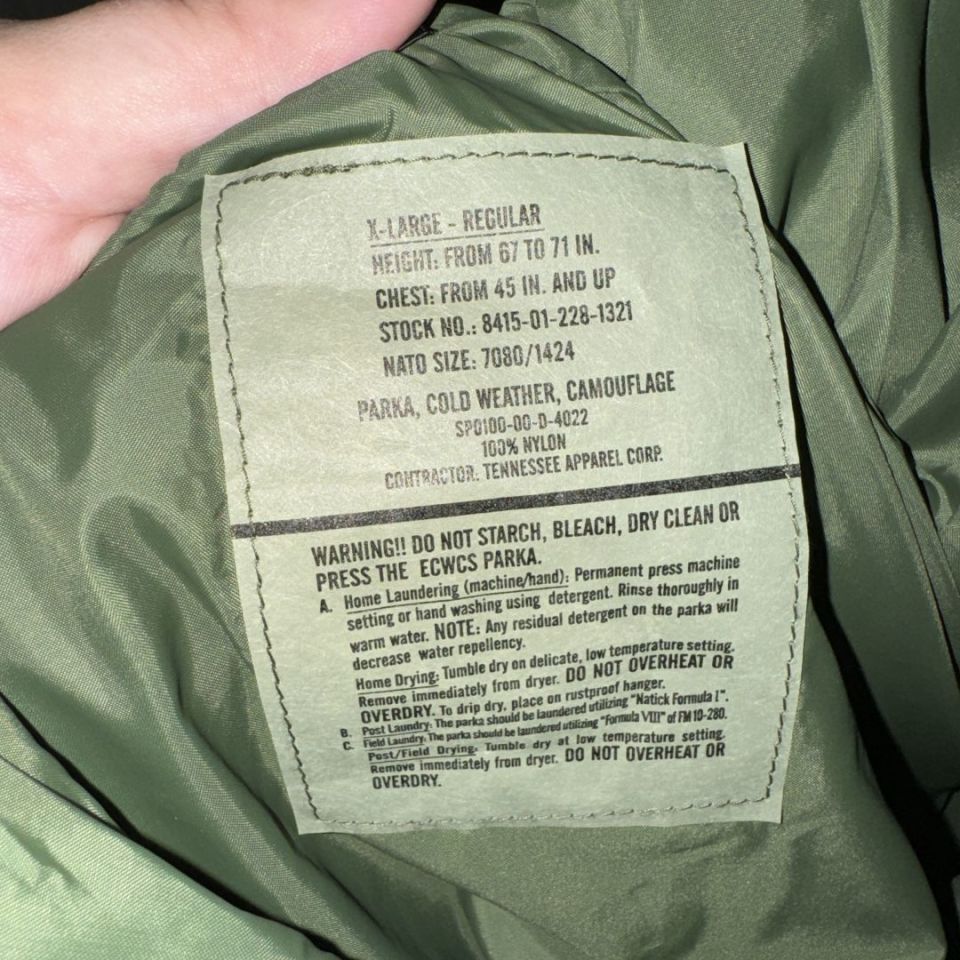 X-LARGE - REGULAR
HEIGHT: FROM 67 TO 71 IN.
CHEST: FROM 45 IN. AND UP
STOCK NO.: 8415-01-228-1321
NATO SIZE: 7080/1424
PARKA, COLD WEATHER, CAMOUFLAGE
SPO100-00-D-4022
100% NYLON
CONTRACTOR: TENNESSEE APPAREL CORP.
WARNING!! DO NOT STARCH, BLEACH, DRY CLEAN OR
PRESS THE ECWCS PARKA.
A. Home Laundering (machine/hand): Permanent press machine
setting or hand washing using detergent. Rinse thoroughly in
warm water. NOTE: Any residual detergent on the parka will
decrease water repellency.
Home Drying: Tumble dry on delicate, low temperature setting.
Remove immediately from dryer. DO NOT OVERHEAT OR
OVERDRY. To drip dry, place on rustproof hanger.
B. Post Laundry: The parka should be laundered utilizing "Natick Formula I".
C. Field Laundry: The parka should be laundered utilizing "Formula VIII" of FM 10-280.
Post/Field Drying: Tumble dry at low temperature setting.
Remove immediately from dryer. DO NOT OVERHEAT OR
OVERDRY.